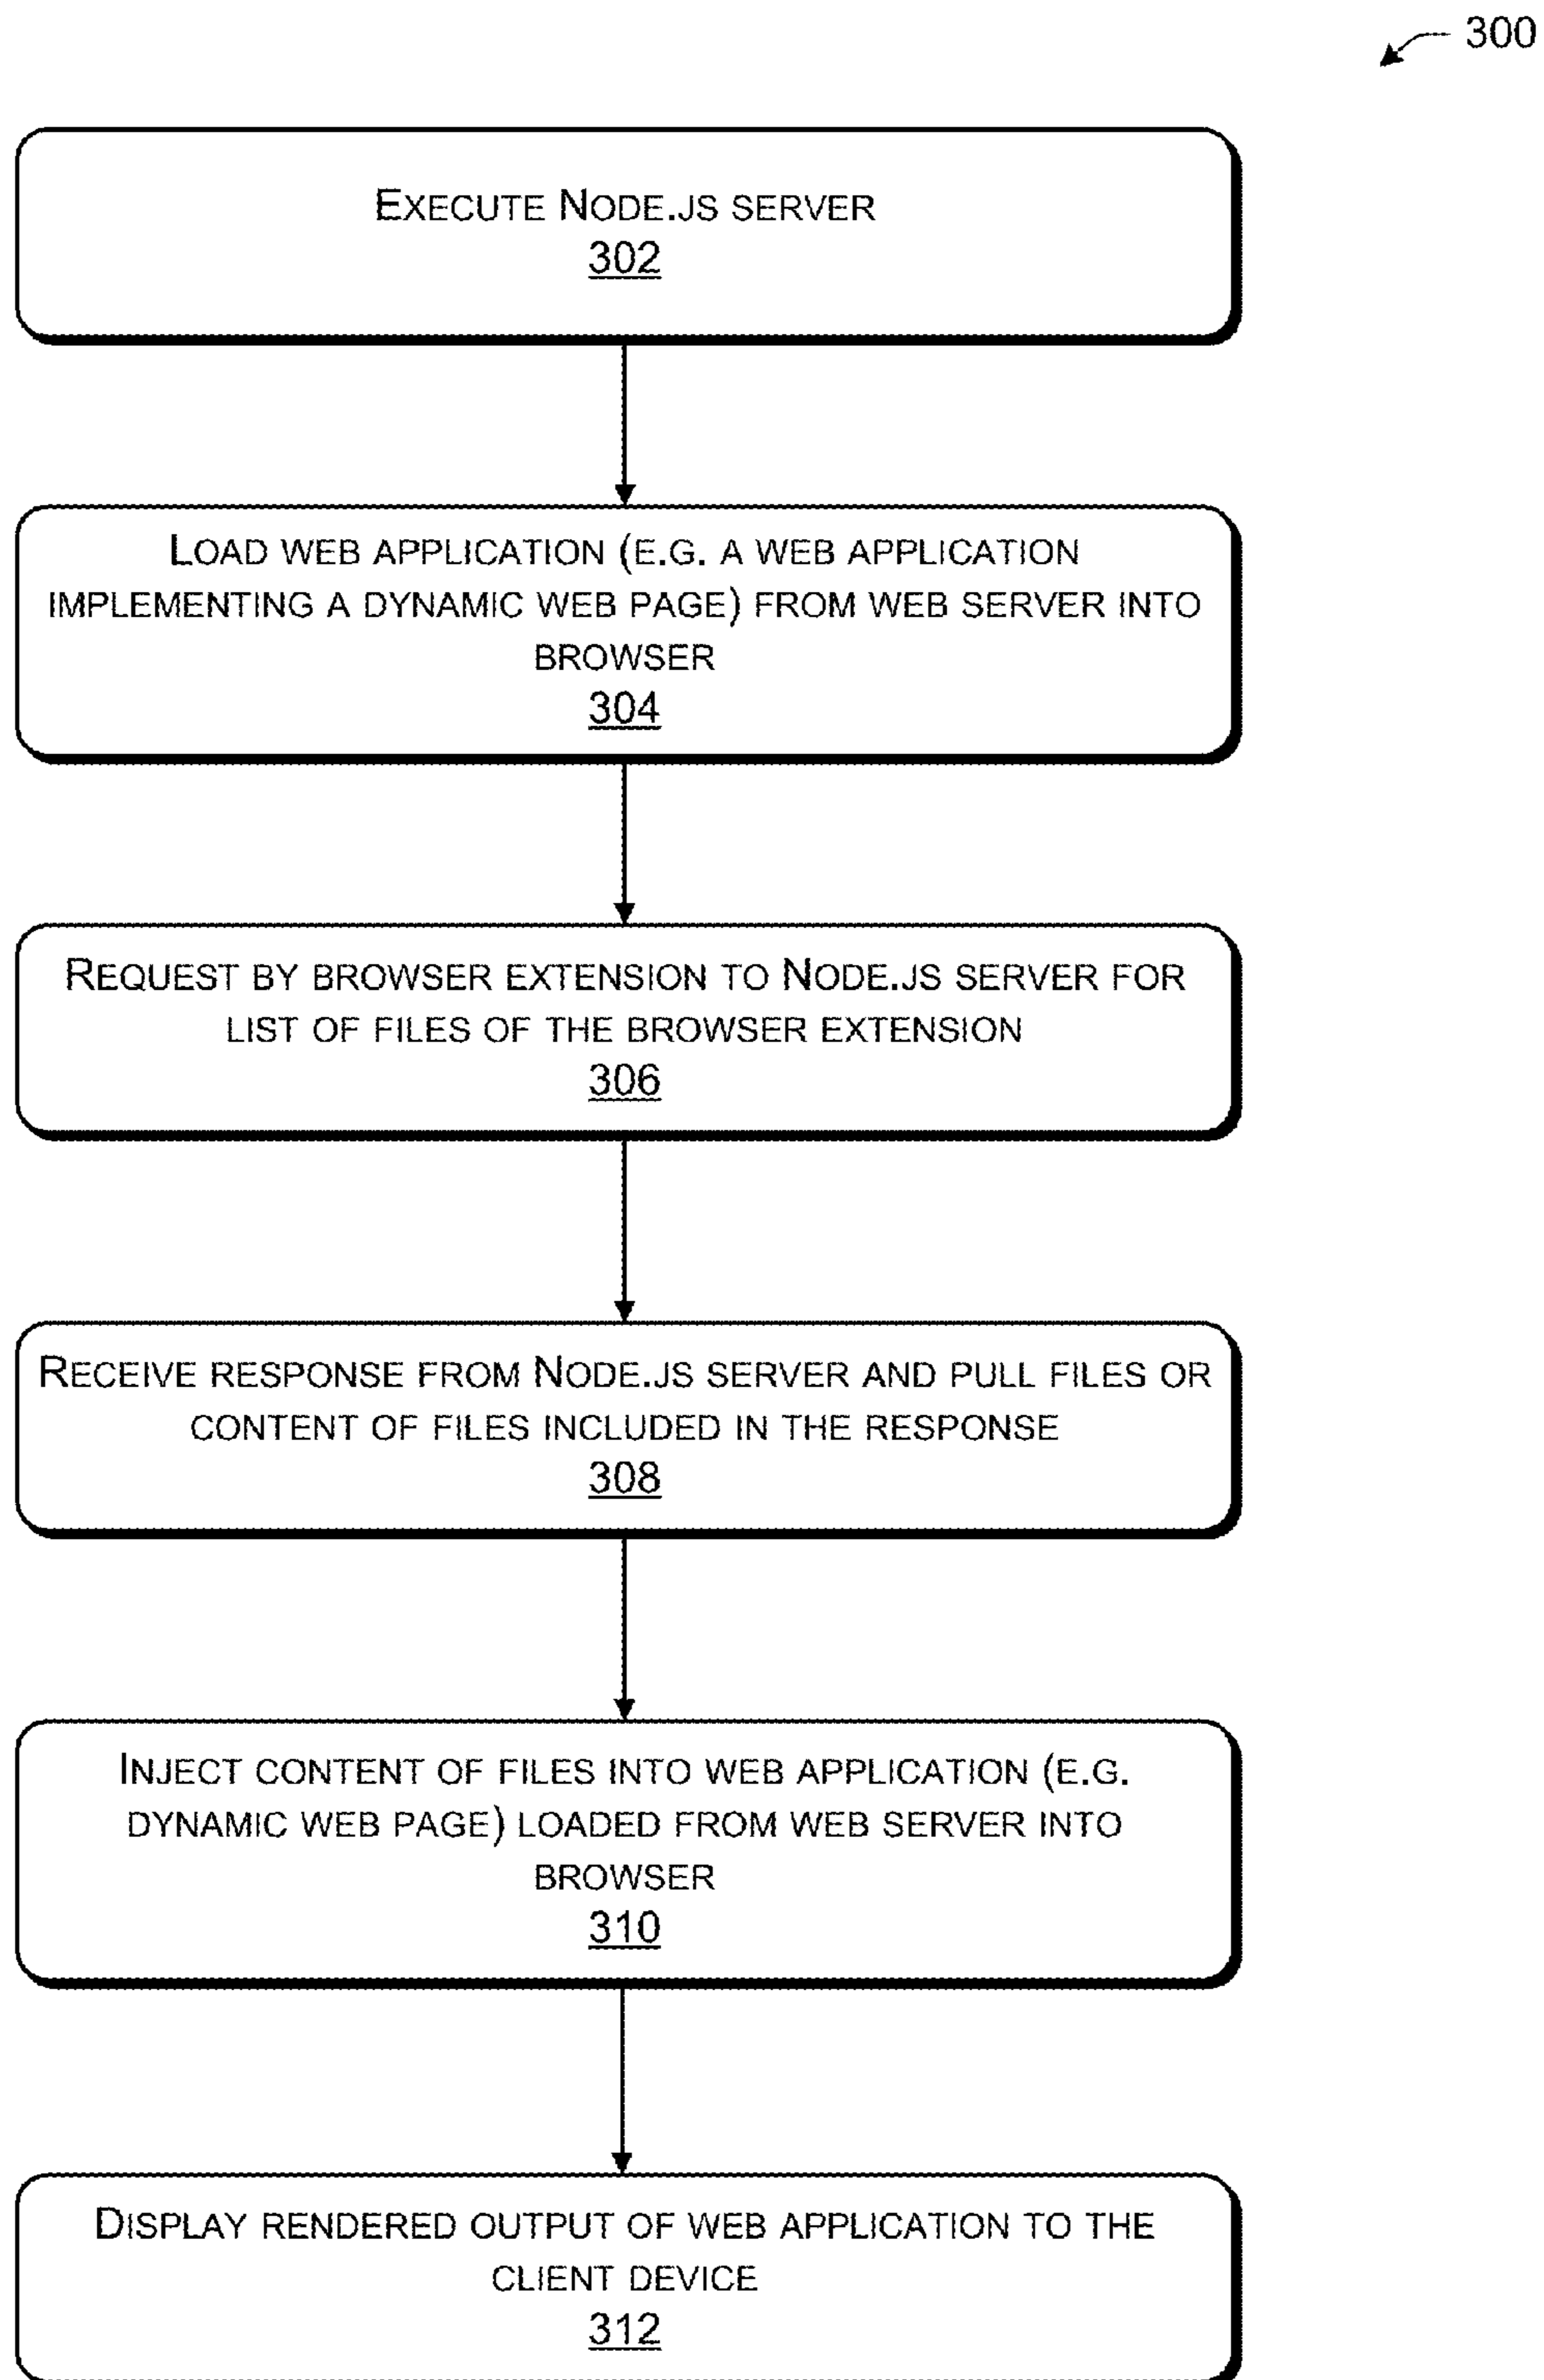 300
EXECUTE NODE.JS SERVER
302
LOAD WEB APPLICATION (E.G. A WEB APPLICATION
IMPLEMENTING A DYNAMIC WEB PAGE) FROM WEB SERVER INTO
BROWSER
304
REQUEST BY BROWSER EXTENSION TO NODE.JS SERVER FOR
LIST OF FILES OF THE BROWSER EXTENSION
306
RECEIVE RESPONSE FROM NODE.JS SERVER AND PULL FILES OR
CONTENT OF FILES INCLUDED IN THE RESPONSE
308
INJECT CONTENT OF FILES INTO WEB APPLICATION (E.G.
DYNAMIC WEB PAGE) LOADED FROM WEB SERVER INTO
BROWSER
310
DISPLAY RENDERED OUTPUT OF WEB APPLICATION TO THE
CLIENT DEVICE
312